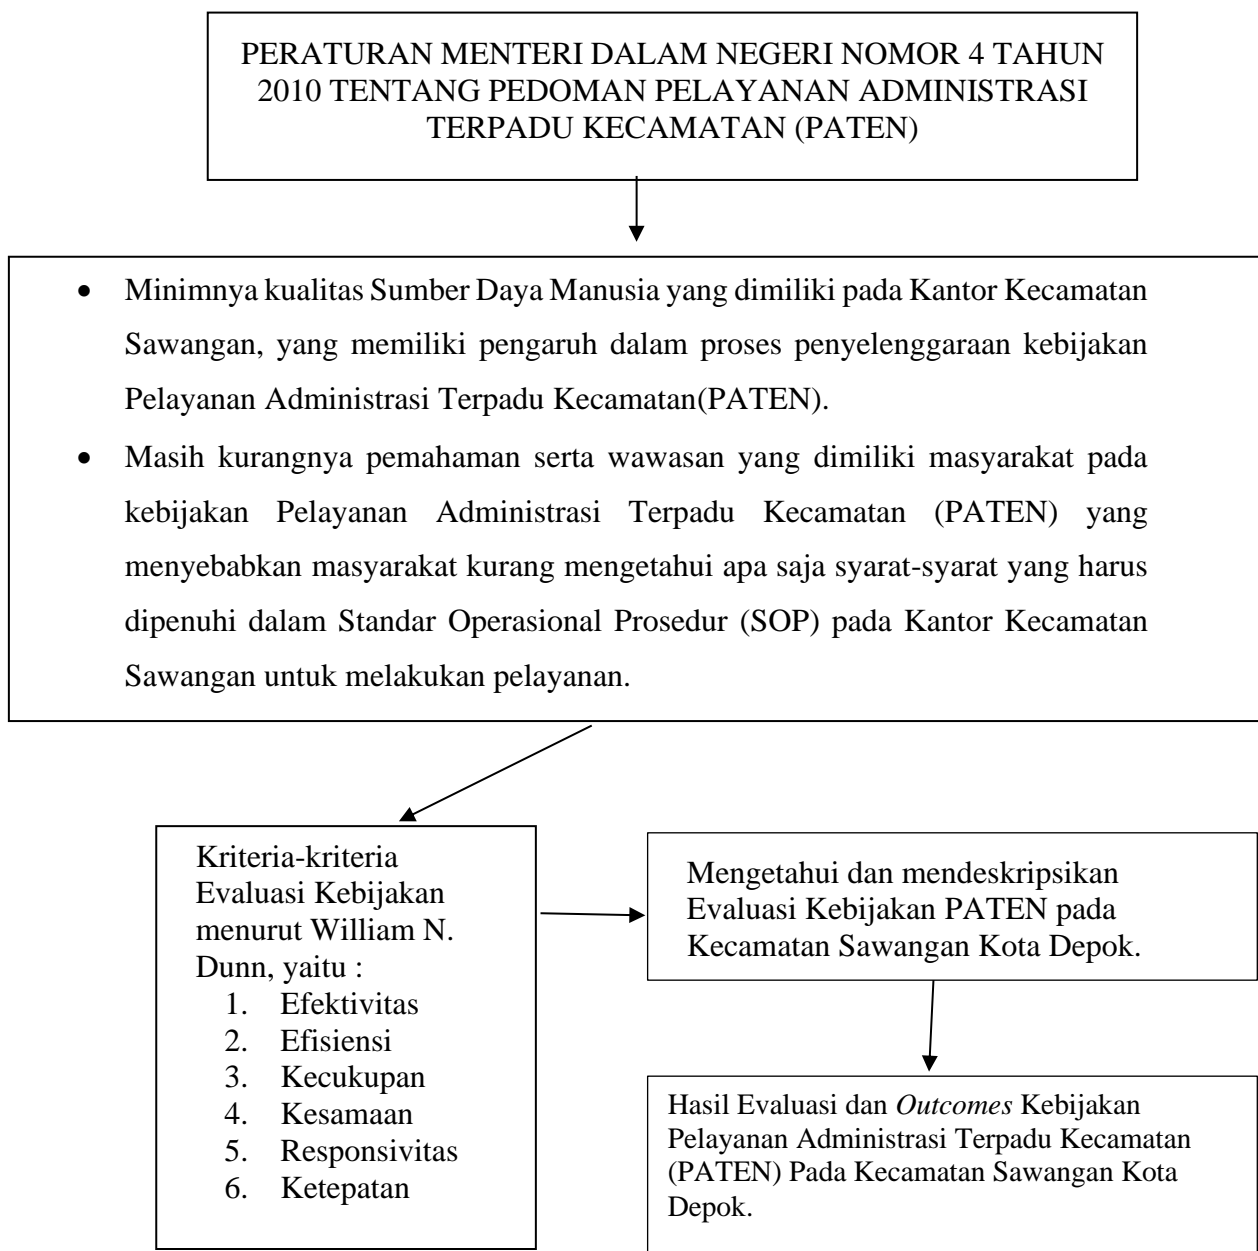 PERATURAN MENTERI DALAM NEGERI NOMOR 4 TAHUN
2010 TENTANG PEDOMAN PELAYANAN ADMINISTRASI
TERPADU KECAMATAN (PATEN)
• Minimnya kualitas Sumber Daya Manusia yang dimiliki pada Kantor Kecamatan
Sawangan, yang memiliki pengaruh dalam proses penyelenggaraan kebijakan
Pelayanan Administrasi Terpadu Kecamatan(PATEN).
• Masih kurangnya pemahaman serta wawasan yang dimiliki masyarakat pada
kebijakan Pelayanan Administrasi Terpadu Kecamatan (PATEN) yang
menyebabkan masyarakat kurang mengetahui apa saja syarat-syarat yang harus
dipenuhi dalam Standar Operasional Prosedur (SOP) pada Kantor Kecamatan
Sawangan untuk melakukan pelayanan.
Kriteria-kriteria
Evaluasi Kebijakan
menurut William N.
Dunn, yaitu :
1. Efektivitas
2. Efisiensi
3. Kecukupan
4. Kesamaan
5. Responsivitas
6. Ketepatan
Mengetahui dan mendeskripsikan
Evaluasi Kebijakan PATEN pada
Kecamatan Sawangan Kota Depok.
Hasil Evaluasi dan Outcomes Kebijakan
Pelayanan Administrasi Terpadu Kecamatan
(PATEN) Pada Kecamatan Sawangan Kota
Depok.